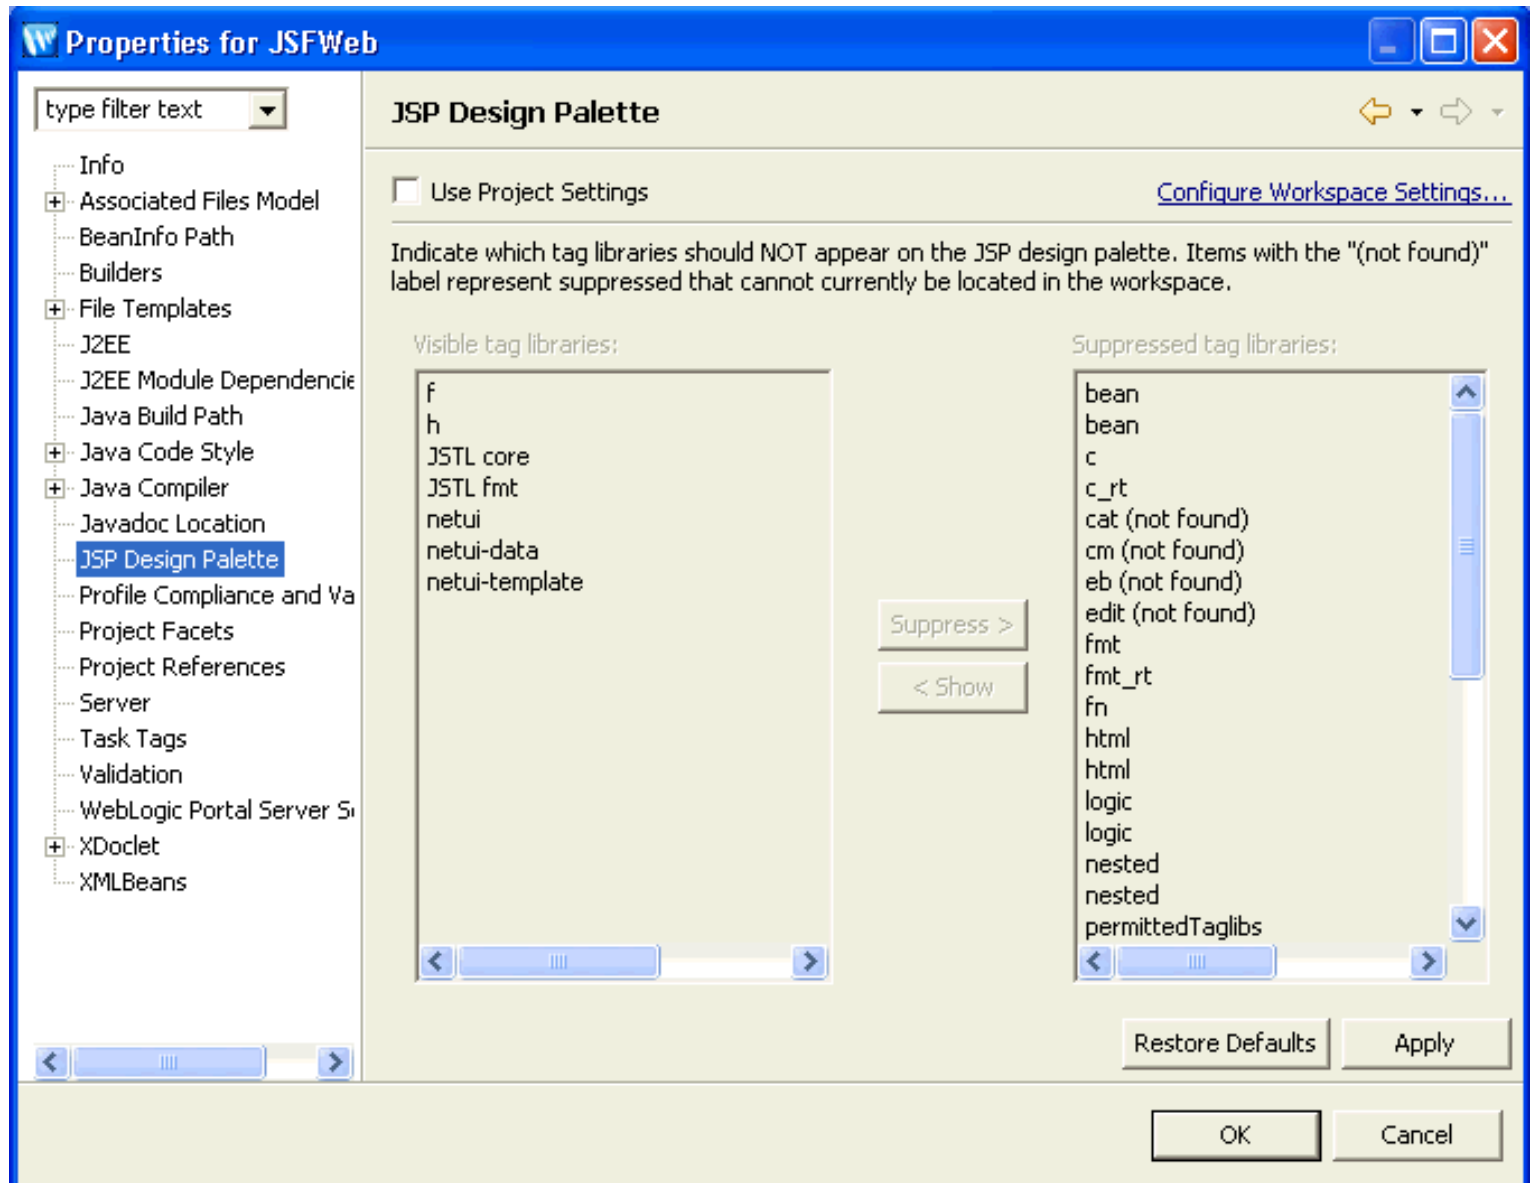 Properties for JSFWeb
type filter text
Info
Associated Files Model
BeanInfo Path
Builders
File Templates
J2EE
J2EE Module Dependencie
Java Build Path
Java Code Style
Java Compiler
Javadoc Location
JSP Design Palette
Profile Compliance and Va
Project Facets
Project References
Server
Task Tags
Validation
WebLogic Portal Server S
XDoclet
XMLBeans
JSP Design Palette
Use Project Settings
Configure Workspace Settings...
Indicate which tag libraries should NOT appear on the JSP design palette. Items with the "(not found)"
label represent suppressed that cannot currently be located in the workspace.
Visible tag libraries:
f
h
JSTL core
JSTL fmt
netui
netui-data
netui-template
Suppress >
< Show
Suppressed tag libraries:
bean
bean
c
c_rt
cat (not found)
cm (not found)
eb (not found)
edit (not found)
fmt
fmt_rt
fn
html
html
logic
logic
nested
nested
permittedTaglibs
Restore Defaults
Apply
OK
Cancel